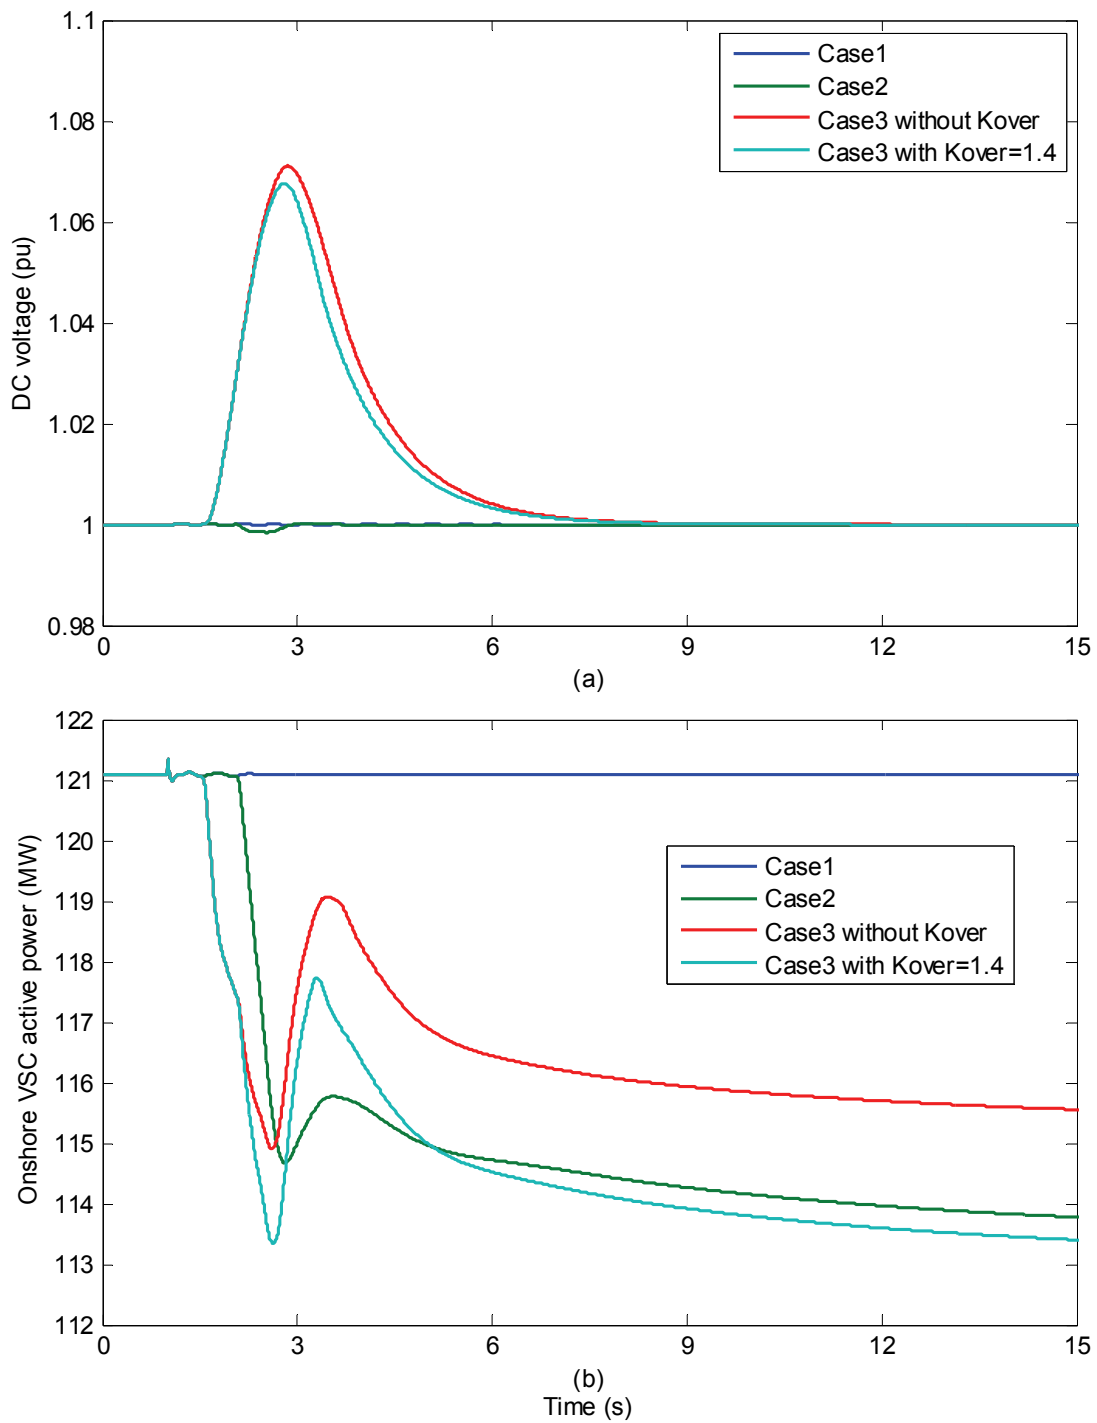 1.1
1.08
1.06
1.04
1.02
1
0.98
DC voltage (pu)
Case1
Case2
Case3 without Kover
Case3 with Kover=1.4
0 3 6 9 12 15
(a)
122
121
120
119
118
117
116
115
114
113
112
Onshore VSC active power (MW)
Case1
Case2
Case3 without Kover
Case3 with Kover=1.4
0 3 6 9 12 15
(b)
Time (s)